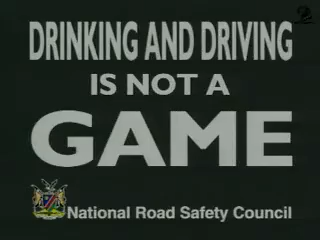 DRINKING AND DRIVING
IS NOT A
GAME
National Road Safety Council